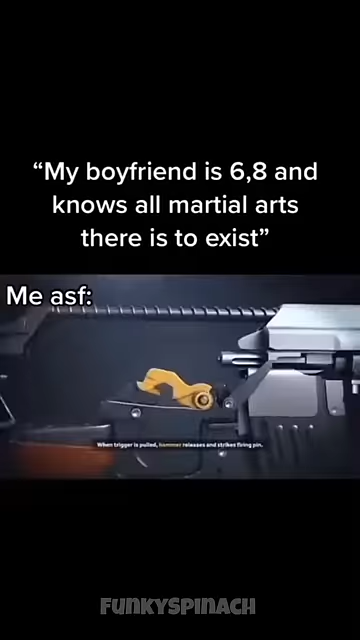 “My boyfriend is 6,8 and
knows all martial arts
there is to exist”
Me asf:
When trigger is pulled, hammer releases and strikes firing pin.
FUNKYSPINACH